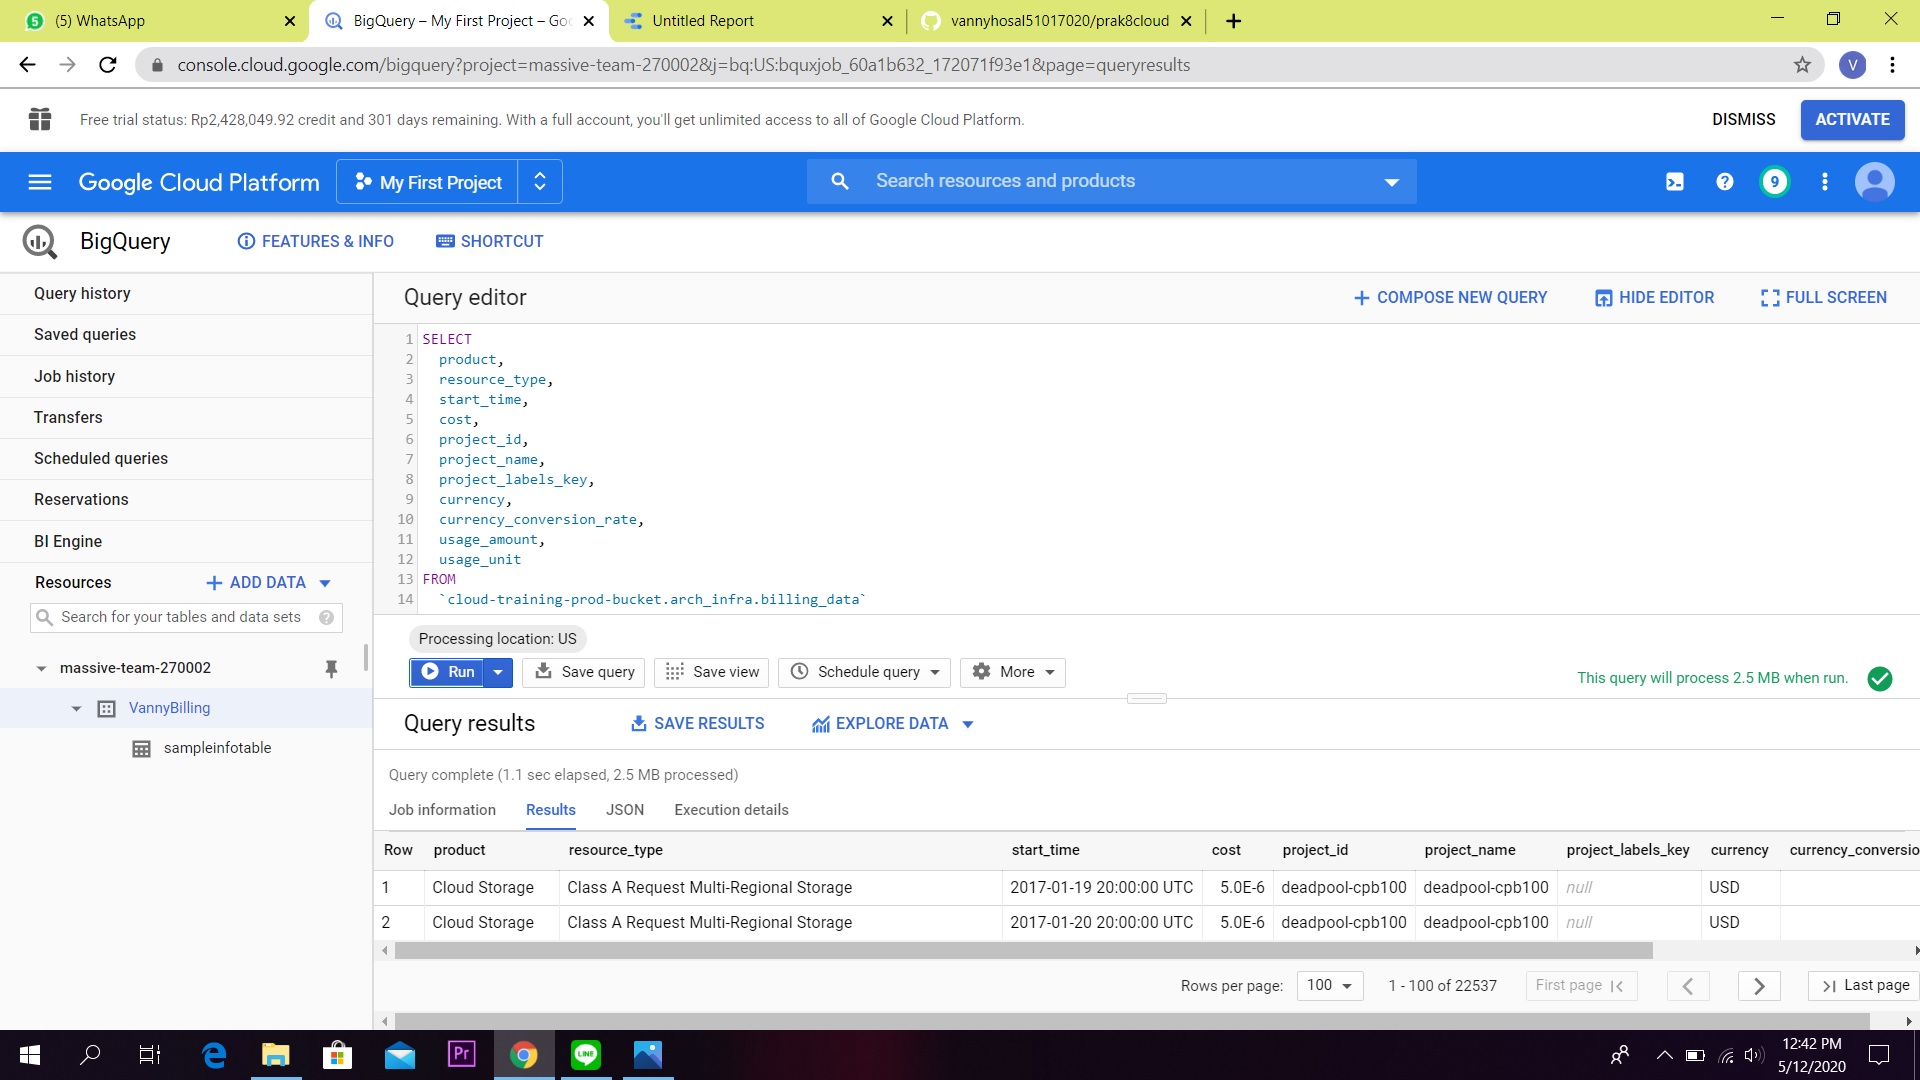 (5) WhatsApp
BigQuery – My First Project – Goo
Untitled Report
vannyhosal51017020/prak8cloud
console.cloud.google.com/bigquery?project=massive-team-270002&j=bq:US:bquxjob_60a1b632_172071f93e1&page=queryresults
V
Free trial status: Rp2,428,049.92 credit and 301 days remaining. With a full account, you'll get unlimited access to all of Google Cloud Platform.
DISMISS
ACTIVATE
Google Cloud Platform
My First Project
Search resources and products
9
BigQuery
FEATURES & INFO
SHORTCUT
Query history
Saved queries
Job history
Transfers
Scheduled queries
Reservations
BI Engine
Resources
ADD DATA
Search for your tables and data sets
massive-team-270002
VannyBilling
sampleinfotable
Query editor
COMPOSE NEW QUERY
HIDE EDITOR
FULL SCREEN
1 SELECT
2 product,
3 resource_type,
4 start_time,
5 cost,
6 project_id,
7 project_name,
8 project_labels_key,
9 currency,
10 currency_conversion_rate,
11 usage_amount,
12 usage_unit
13 FROM
14 `cloud-training-prod-bucket.arch_infra.billing_data`
Processing location: US
Run
Save query
Save view
Schedule query
More
This query will process 2.5 MB when run.
Query results
SAVE RESULTS
EXPLORE DATA
Query complete (1.1 sec elapsed, 2.5 MB processed)
Job information Results JSON Execution details
Row product resource_type start_time cost project_id project_name project_labels_key currency currency_conversio
1 Cloud Storage Class A Request Multi-Regional Storage 2017-01-19 20:00:00 UTC 5.0E-6 deadpool-cpb100 deadpool-cpb100 null USD
2 Cloud Storage Class A Request Multi-Regional Storage 2017-01-20 20:00:00 UTC 5.0E-6 deadpool-cpb100 deadpool-cpb100 null USD
Rows per page: 100 1 - 100 of 22537 First page Last page
Pr
LINE
12:42 PM
5/12/2020